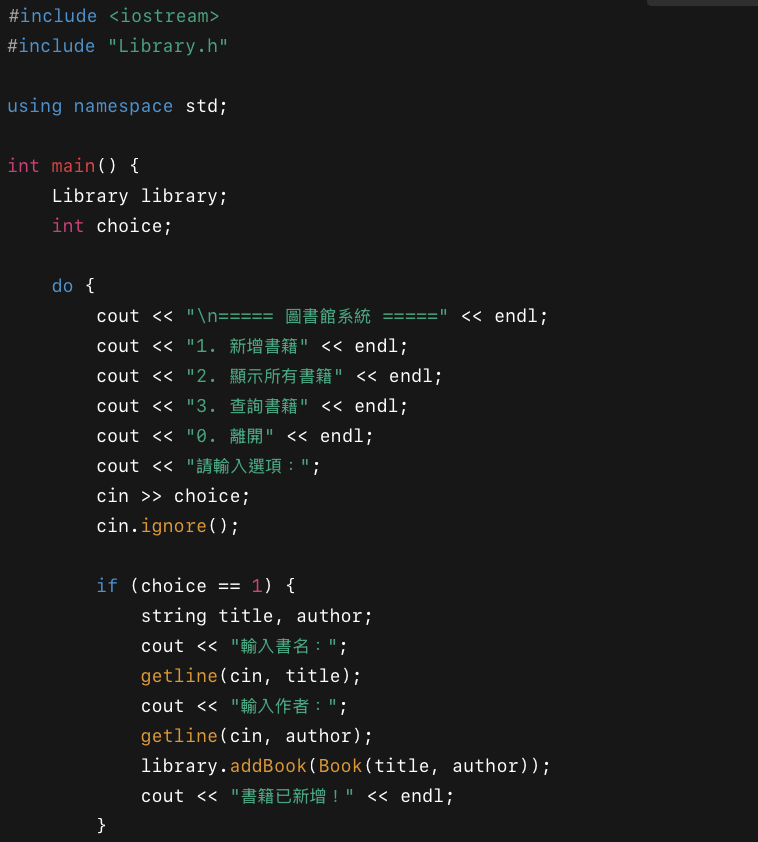 #include <iostream>
#include "Library.h"
using namespace std;
int main() {
    Library library;
    int choice;
    do {
        cout << "\n===== 圖書館系統 =====" << endl;
        cout << "1. 新增書籍" << endl;
        cout << "2. 顯示所有書籍" << endl;
        cout << "3. 查詢書籍" << endl;
        cout << "0. 離開" << endl;
        cout << "請輸入選項：";
        cin >> choice;
        cin.ignore();
        if (choice == 1) {
            string title, author;
            cout << "輸入書名：";
            getline(cin, title);
            cout << "輸入作者：";
            getline(cin, author);
            library.addBook(Book(title, author));
            cout << "書籍已新增！" << endl;
        }